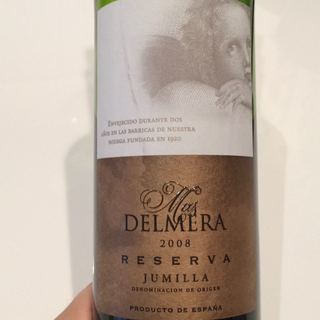 ENVEJECIDO DURANTE DOS
AÑOS EN LAS BARRICAS DE NUESTRA
BODEGA FUNDADA EN 1920
Mas
DELMERA
2008
RESERVA
JUMILLA
DENOMINACION DE ORIGEN
PRODUCTO DE ESPAÑA